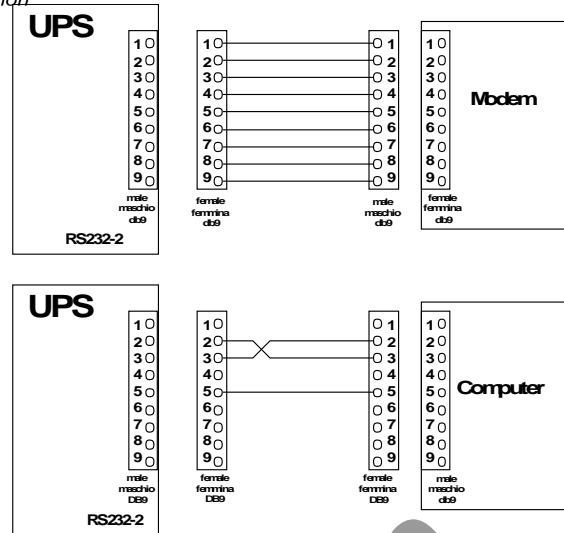 UPS
1 1 1 1
2 2 2 2
3 3 3 3
4 4 4 4
5 5 5 5
6 6 6 6
7 7 7 7
8 8 8 8
9 9 9 9
Modem
male
maschio
db9
female
femmina
db9
male
maschio
db9
female
femmina
db9
RS232-2
UPS
1 1 1 1
2 2 2 2
3 3 3 3
4 4 4 4
5 5 5 5
6 6 6 6
7 7 7 7
8 8 8 8
9 9 9 9
Computer
male
maschio
DB9
female
femmina
DB9
female
femmina
DB9
male
maschio
db9
RS232-2